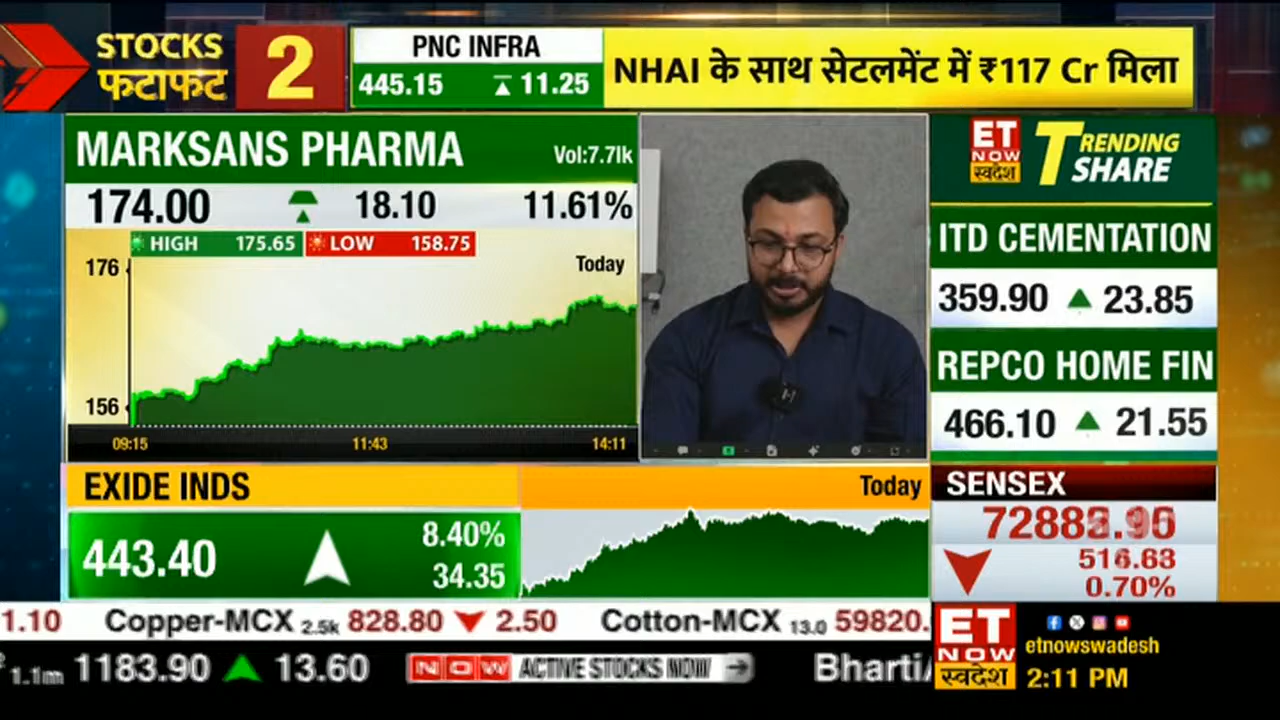 STOCKS
फटाफट
2
PNC INFRA
445.15 11.25
NHAI के साथ सेटलमेंट में ₹117 Cr मिला
MARKSANS PHARMA Vol:7.7lk
174.00 18.10 11.61%
HIGH 175.65 LOW 158.75
Today
176
156
09:15 11:43 14:11
ET NOW स्वदेश
TRENDING SHARE
ITD CEMENTATION
359.90 23.85
REPCO HOME FIN
466.10 21.55
EXIDE INDS
Today
443.40
8.40%
34.35
SENSEX
516.63
0.70%
1.10 Copper-MCX 2.5k 828.80 2.50 Cotton-MCX 13.0 59820.
1.1m 1183.90 13.60 NOW ACTIVE STOCKS NOW Bharti
ET NOW स्वदेश
etnowswadesh
2:11 PM